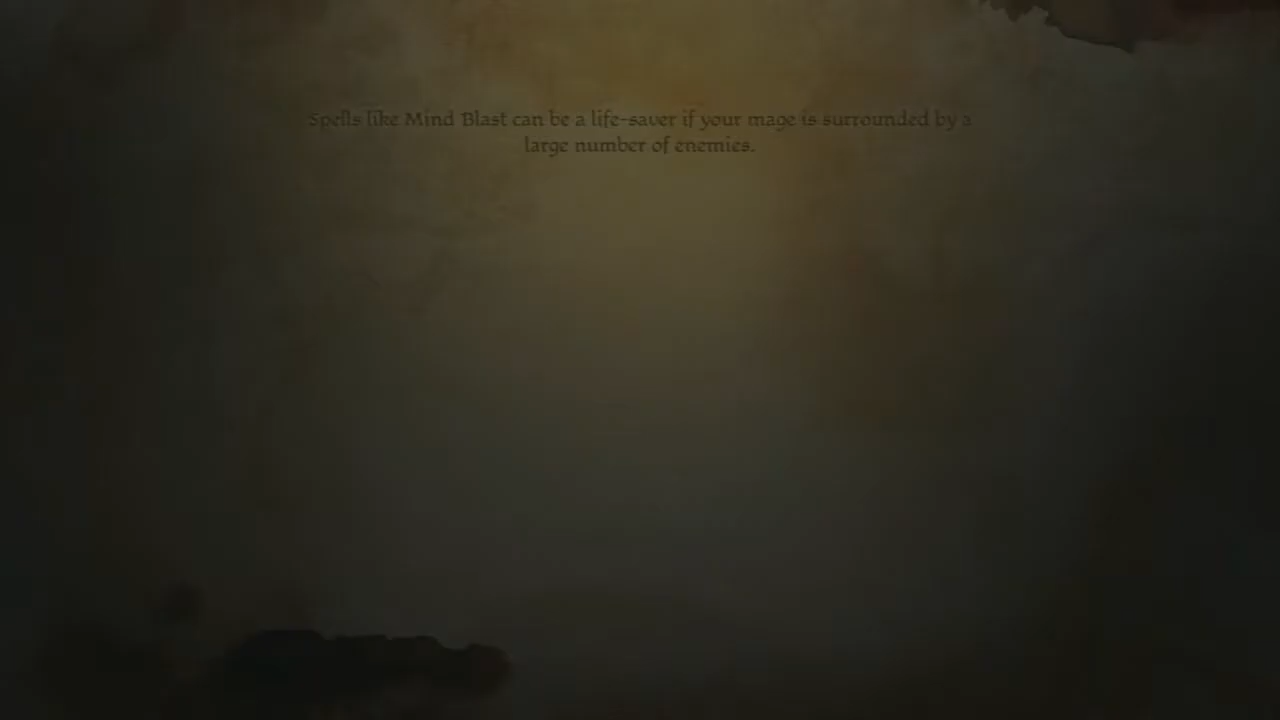 Spells like Mind Blast can be a life-saver if your mage is surrounded by a
large number of enemies.